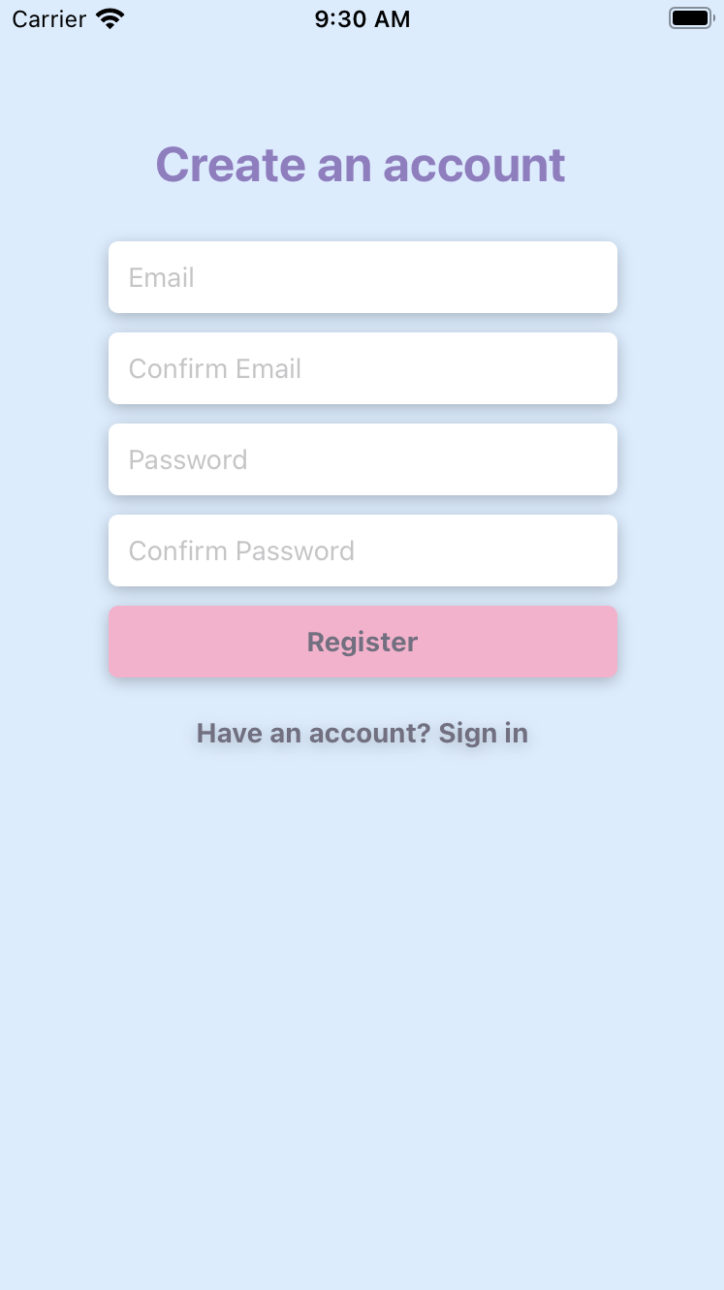 Carrier 9:30 AM
Create an account
Email
Confirm Email
Password
Confirm Password
Register
Have an account? Sign in